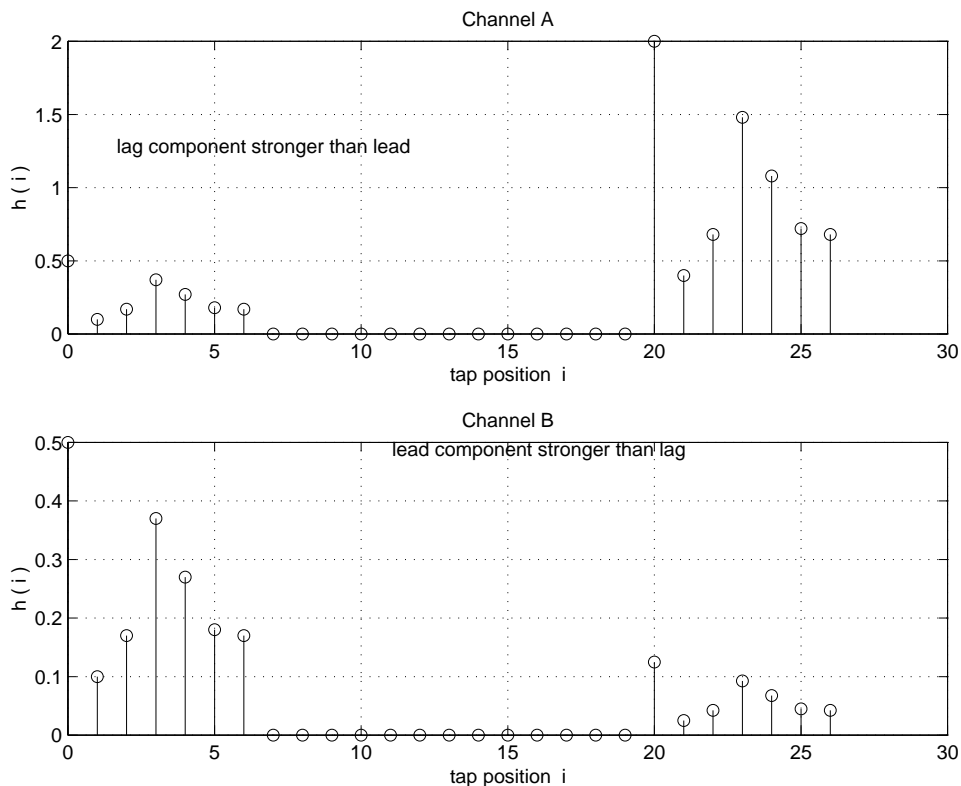 Channel A
2
1.5
1
0.5
0
h ( i )
lag component stronger than lead
0 5 10 15 20 25 30
tap position i
Channel B
0.5
0.4
0.3
0.2
0.1
0
h ( i )
lead component stronger than lag
0 5 10 15 20 25 30
tap position i